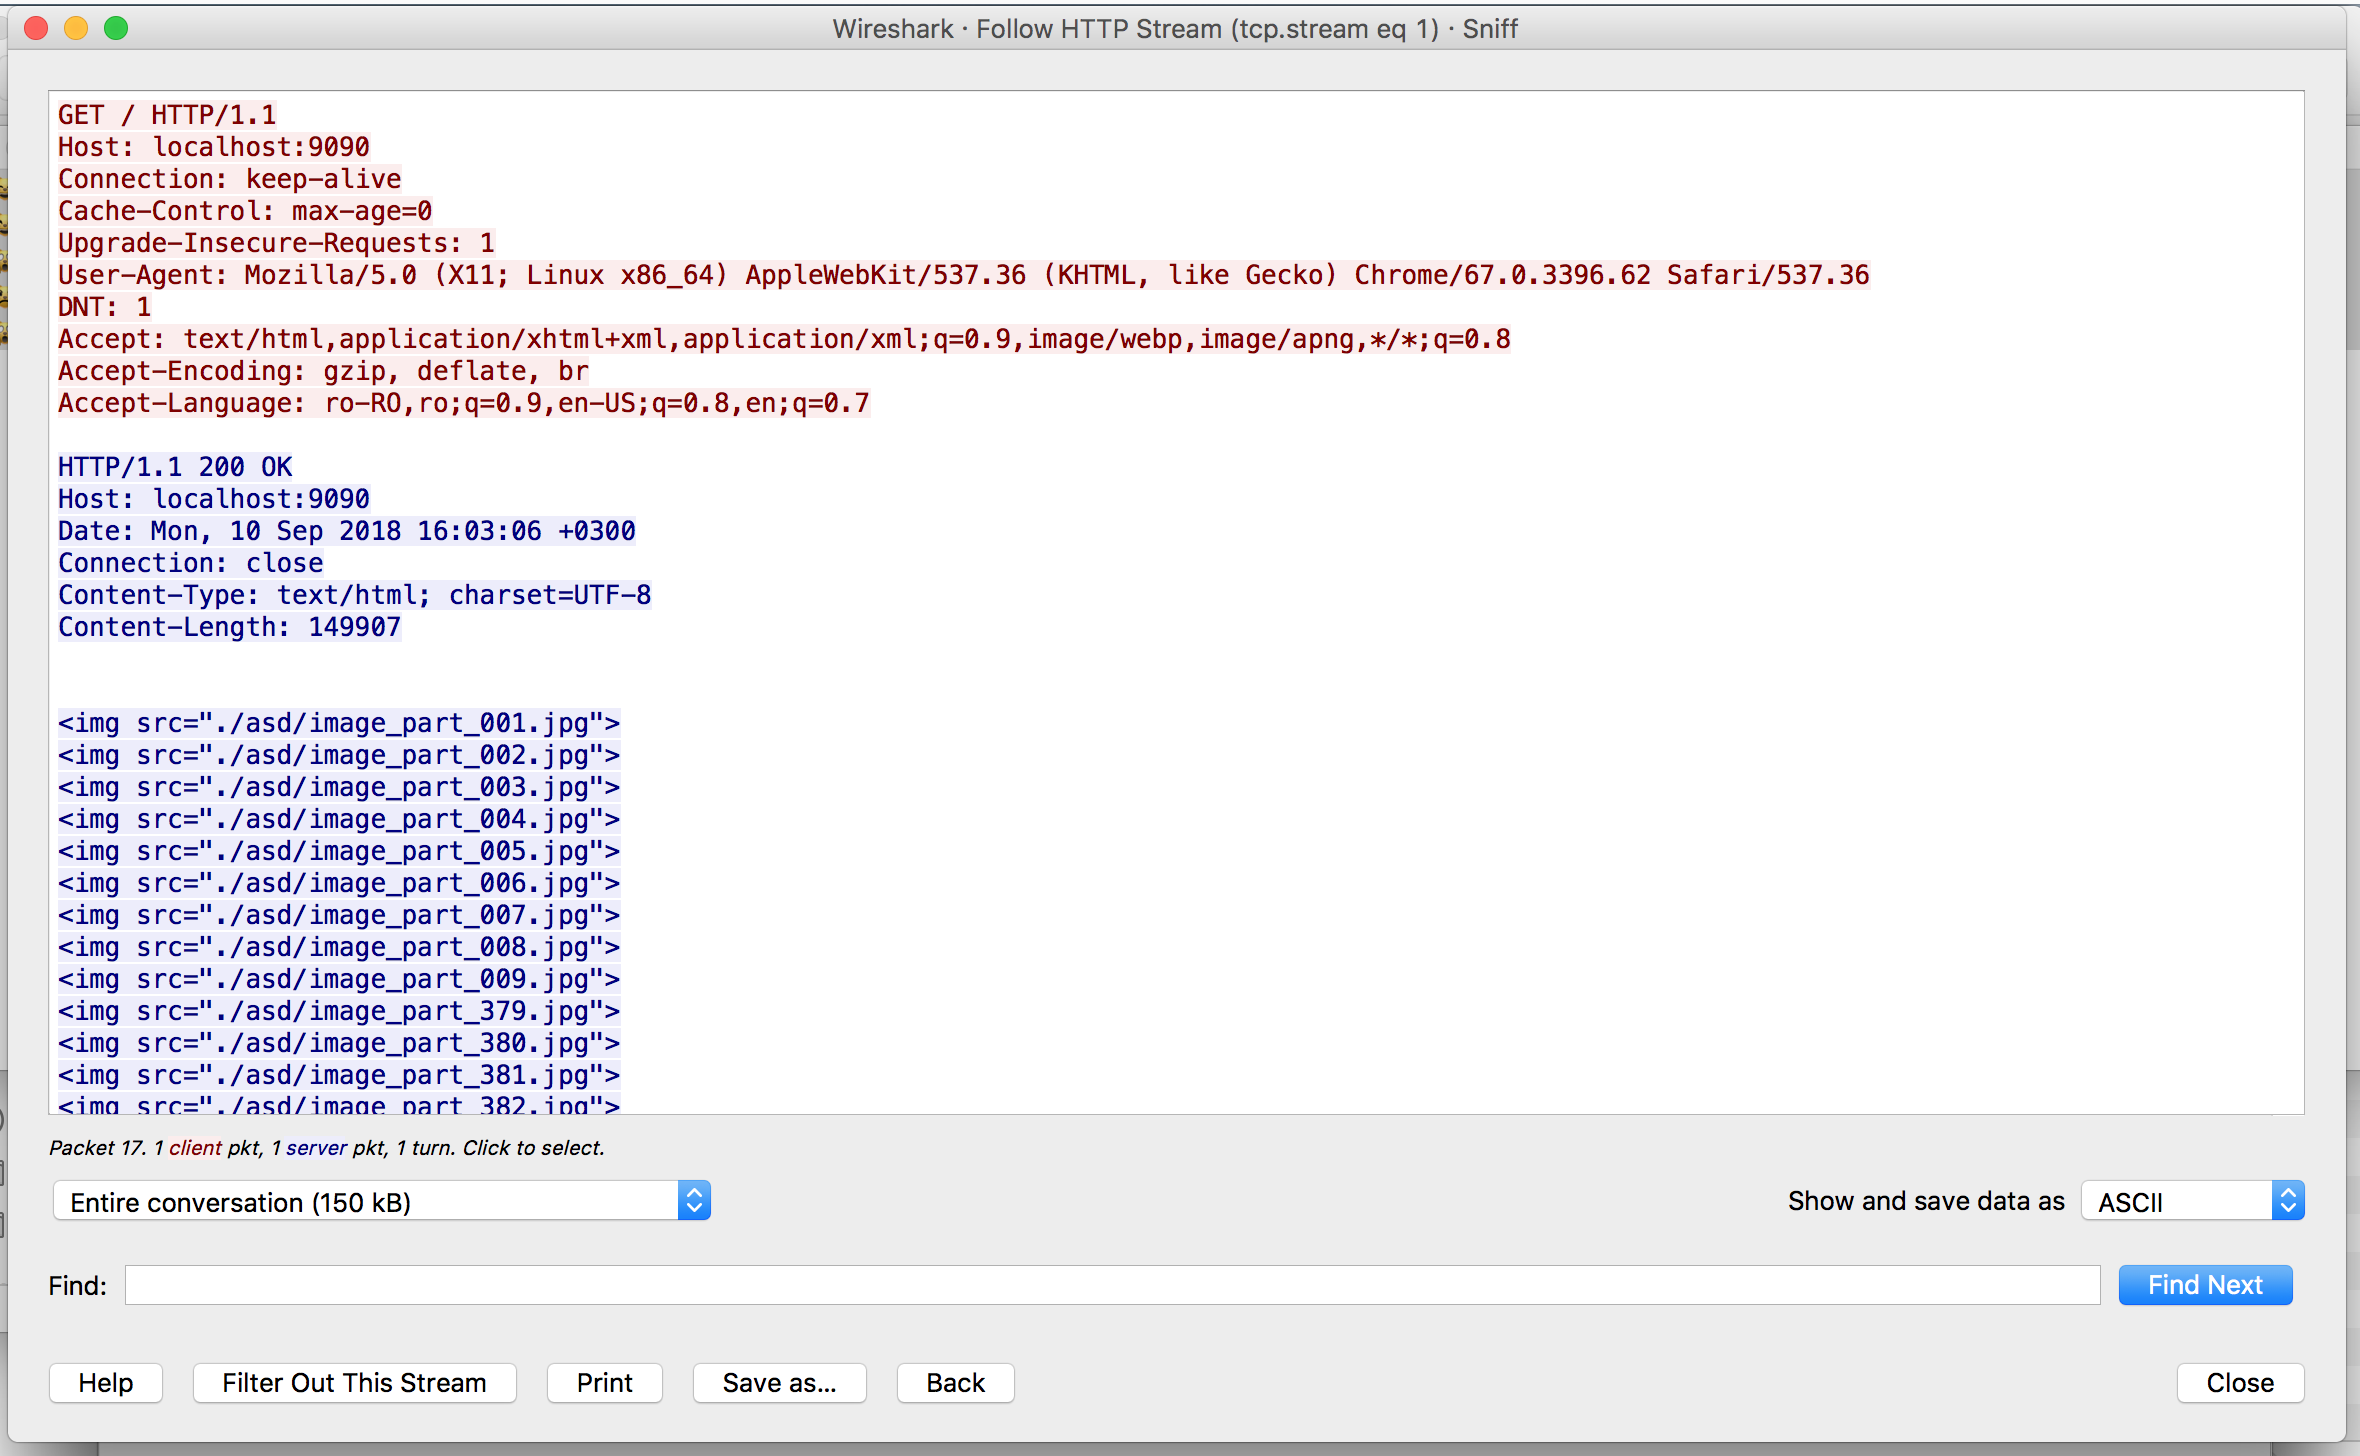 Wireshark · Follow HTTP Stream (tcp.stream eq 1) · Sniff
GET / HTTP/1.1
Host: localhost:9090
Connection: keep-alive
Cache-Control: max-age=0
Upgrade-Insecure-Requests: 1
User-Agent: Mozilla/5.0 (X11; Linux x86_64) AppleWebKit/537.36 (KHTML, like Gecko) Chrome/67.0.3396.62 Safari/537.36
DNT: 1
Accept: text/html,application/xhtml+xml,application/xml;q=0.9,image/webp,image/apng,*/*;q=0.8
Accept-Encoding: gzip, deflate, br
Accept-Language: ro-RO,ro;q=0.9,en-US;q=0.8,en;q=0.7
HTTP/1.1 200 OK
Host: localhost:9090
Date: Mon, 10 Sep 2018 16:03:06 +0300
Connection: close
Content-Type: text/html; charset=UTF-8
Content-Length: 149907
<img src="./asd/image_part_001.jpg">
<img src="./asd/image_part_002.jpg">
<img src="./asd/image_part_003.jpg">
<img src="./asd/image_part_004.jpg">
<img src="./asd/image_part_005.jpg">
<img src="./asd/image_part_006.jpg">
<img src="./asd/image_part_007.jpg">
<img src="./asd/image_part_008.jpg">
<img src="./asd/image_part_009.jpg">
<img src="./asd/image_part_379.jpg">
<img src="./asd/image_part_380.jpg">
<img src="./asd/image_part_381.jpg">
<img src="./asd/image_part_382.jpg">
Packet 17. 1 client pkt, 1 server pkt, 1 turn. Click to select.
Entire conversation (150 kB)
Show and save data as ASCII
Find:
Find Next
Help
Filter Out This Stream
Print
Save as...
Back
Close